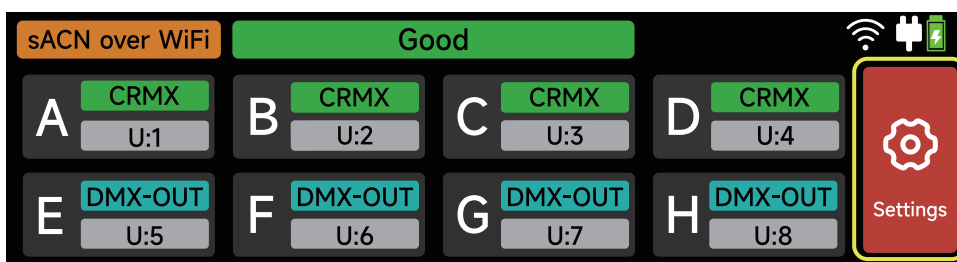 sACN over WiFi
Good
A
CRMX
U:1
B
CRMX
U:2
C
CRMX
U:3
D
CRMX
U:4
E
DMX-OUT
U:5
F
DMX-OUT
U:6
G
DMX-OUT
U:7
H
DMX-OUT
U:8
Settings